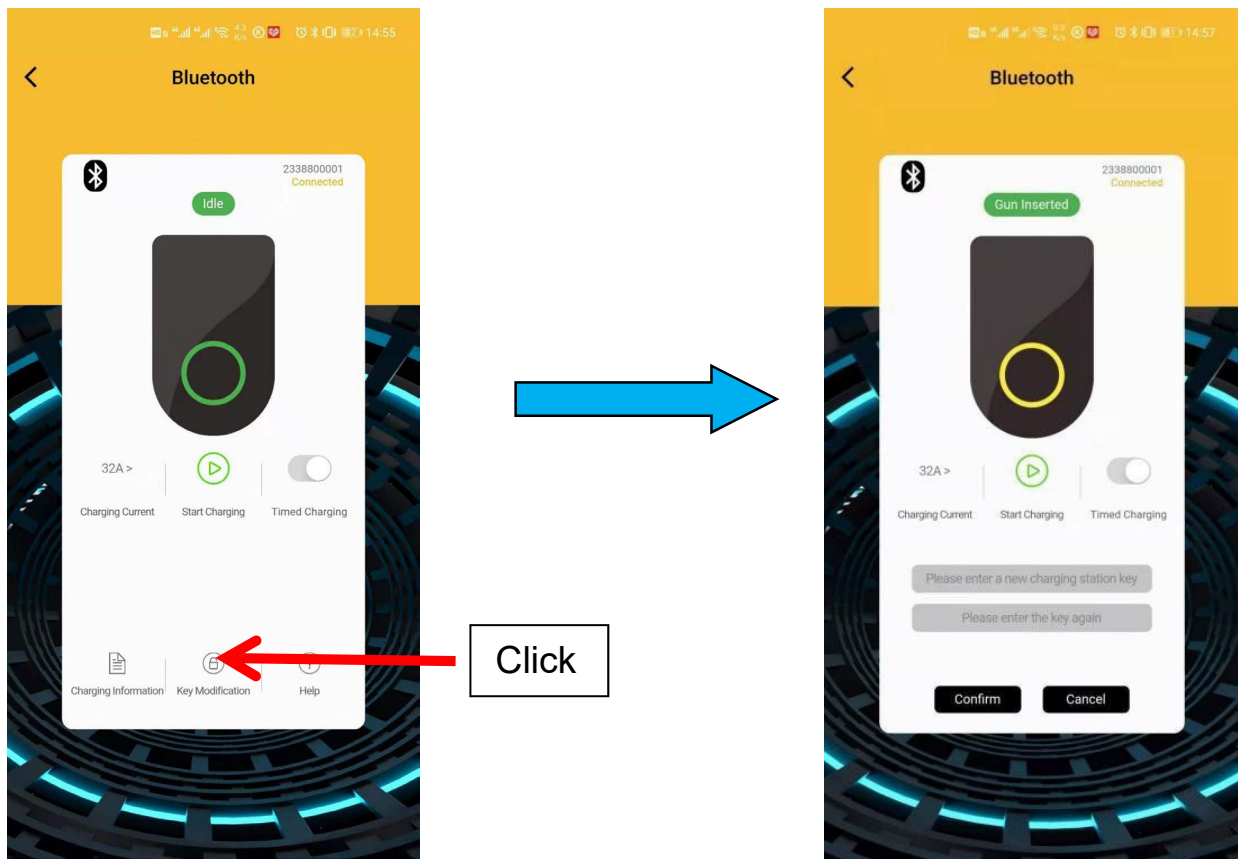 14:55
Bluetooth
2338800001
Connected
Idle
32A >
Charging Current
Start Charging
Timed Charging
Charging Information
Key Modification
Help
Click
14:57
Bluetooth
2338800001
Connected
Gun Inserted
32A >
Charging Current
Start Charging
Timed Charging
Please enter a new charging station key
Please enter the key again
Confirm
Cancel